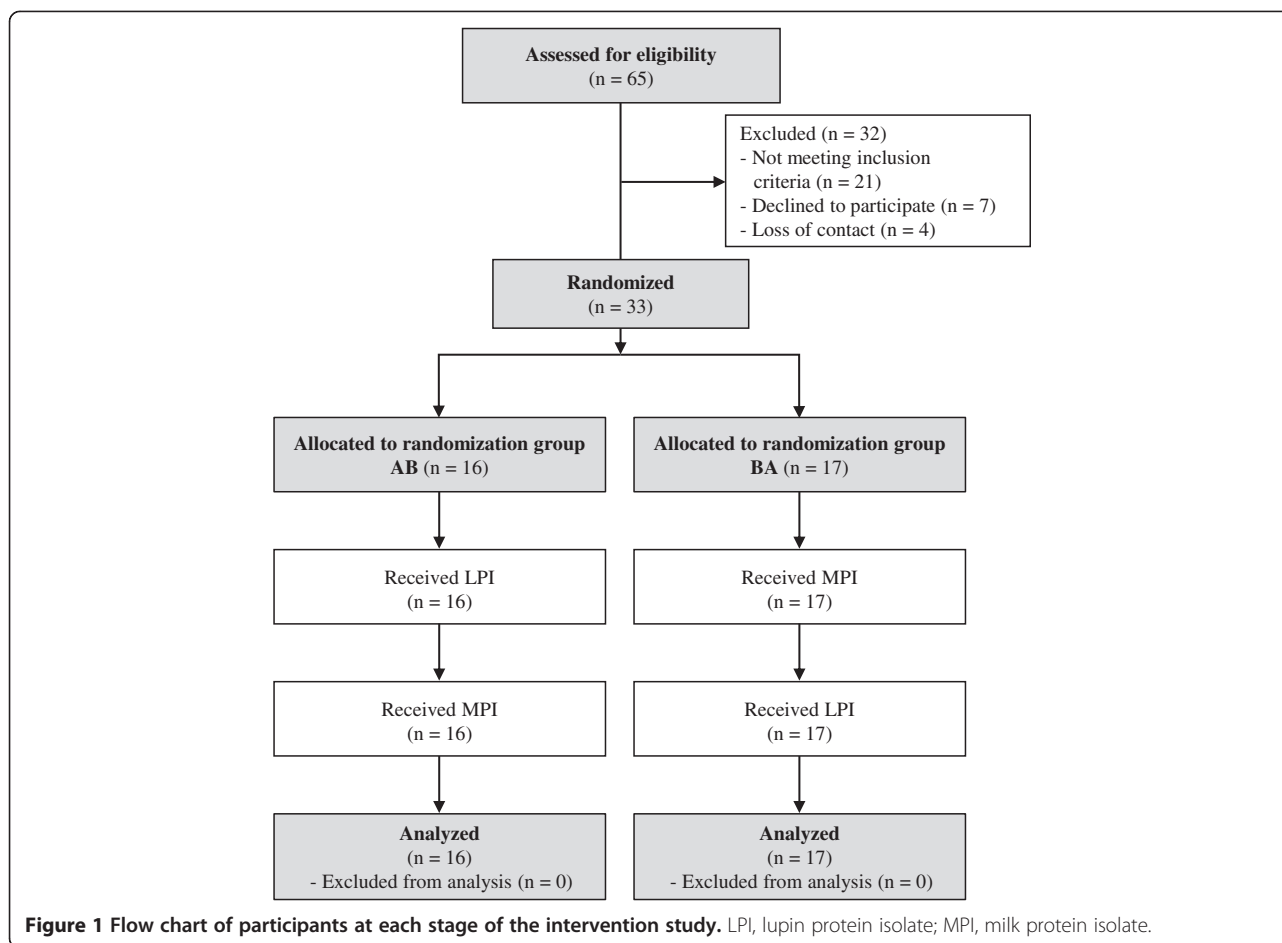 Assessed for eligibility
(n = 65)
Excluded (n = 32)
- Not meeting inclusion
criteria (n = 21)
- Declined to participate (n = 7)
- Loss of contact (n = 4)
Randomized
(n = 33)
Allocated to randomization group
AB (n = 16)
Received LPI
(n = 16)
Received MPI
(n = 16)
Analyzed
(n = 16)
- Excluded from analysis (n = 0)
Allocated to randomization group
BA (n = 17)
Received MPI
(n = 17)
Received LPI
(n = 17)
Analyzed
(n = 17)
- Excluded from analysis (n = 0)
Figure 1 Flow chart of participants at each stage of the intervention study. LPI, lupin protein isolate; MPI, milk protein isolate.